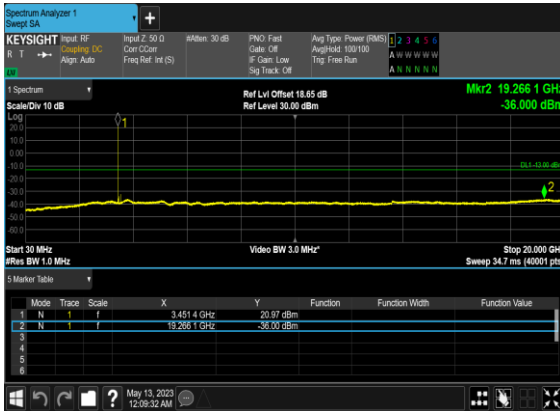 Spectrum Analyzer 1
Swept SA
+
KEYSIGHT Input: RF Input Z: 50 Ω #Atten: 30 dB PNO: Fast Avg Type: Power (RMS) 1 2 3 4 5 6
R T Coupling: DC Corr CCorr Gate: Off Avg|Hold: 100/100 A W W W W W
Align: Auto Freq Ref: Int (S) IF Gain: Low Trig: Free Run
Sig Track: Off A N N N N N
1 Spectrum Ref Lvl Offset 18.65 dB Mkr2 19.266 1 GHz
Scale/Div 10 dB Ref Level 30.00 dBm -36.000 dBm
Log
20.0
10.0
0.00
-10.0
-20.0
-30.0
-40.0
-50.0
-60.0
1
DL1 -13.00 dBm
2
Start 30 MHz Video BW 3.0 MHz* Stop 20.000 GHz
#Res BW 1.0 MHz Sweep 34.7 ms (40001 pts)
5 Marker Table
Mode Trace Scale X Y Function Function Width Function Value
1 N 1 f 3.451 4 GHz 20.97 dBm
2 N 1 f 19.266 1 GHz -36.00 dBm
3
4
5
6
? May 13, 2023
12:09:32 AM